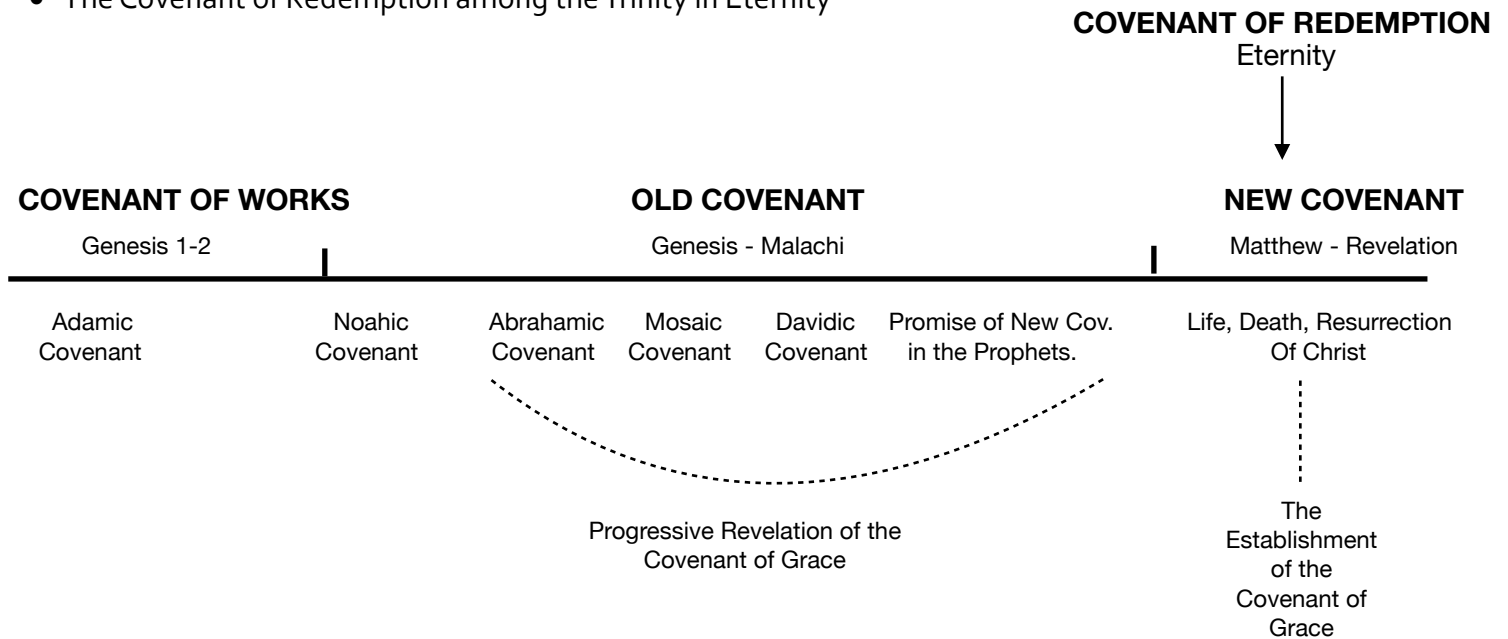 • The Covenant of Redemption among the Trinity in Eternity
COVENANT OF REDEMPTION
Eternity
COVENANT OF WORKS
Genesis 1-2
OLD COVENANT
Genesis - Malachi
NEW COVENANT
Matthew - Revelation
Adamic
Covenant
Noahic
Covenant
Abrahamic
Covenant
Mosaic
Covenant
Davidic
Covenant
Promise of New Cov.
in the Prophets.
Life, Death, Resurrection
Of Christ
Progressive Revelation of the
Covenant of Grace
The
Establishment
of the
Covenant of
Grace